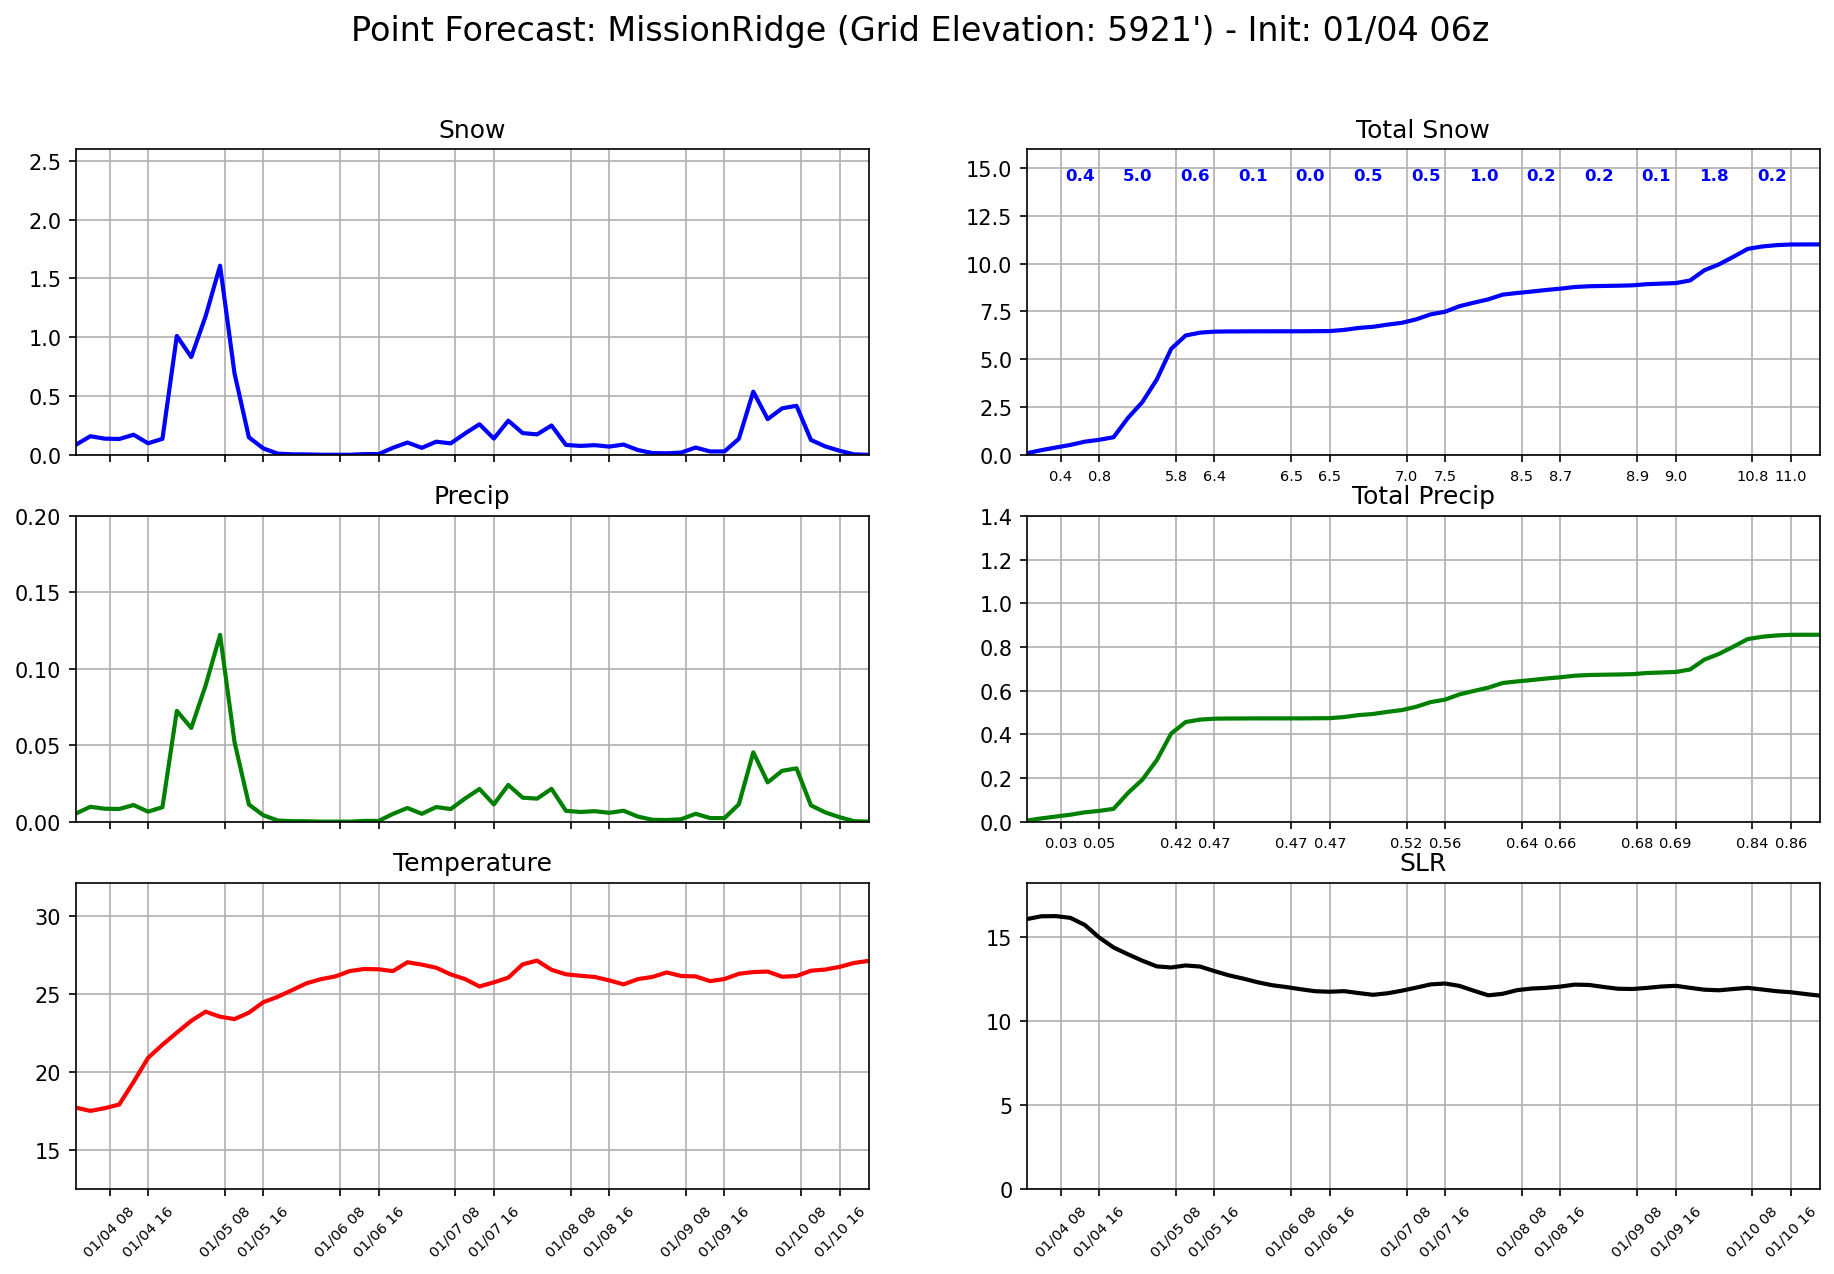 Point Forecast: MissionRidge (Grid Elevation: 5921') - Init: 01/04 06z
Snow
2.5
2.0
1.5
1.0
0.5
0.0
Total Snow
15.0
12.5
10.0
7.5
5.0
2.5
0.0
0.4 5.0 0.6 0.1 0.0 0.5 0.5 1.0 0.2 0.2 0.1 1.8 0.2
0.4 0.8 5.8 6.4 6.5 6.5 7.0 7.5 8.5 8.7 8.9 9.0 10.8 11.0
Precip
0.20
0.15
0.10
0.05
0.00
Total Precip
1.4
1.2
1.0
0.8
0.6
0.4
0.2
0.0
0.03 0.05 0.42 0.47 0.47 0.47 0.52 0.56 0.64 0.66 0.68 0.69 0.84 0.86
Temperature
30
25
20
15
01/04 08 01/04 16 01/05 08 01/05 16 01/06 08 01/06 16 01/07 08 01/07 16 01/08 08 01/08 16 01/09 08 01/09 16 01/10 08 01/10 16
SLR
15
10
5
0
01/04 08 01/04 16 01/05 08 01/05 16 01/06 08 01/06 16 01/07 08 01/07 16 01/08 08 01/08 16 01/09 08 01/09 16 01/10 08 01/10 16